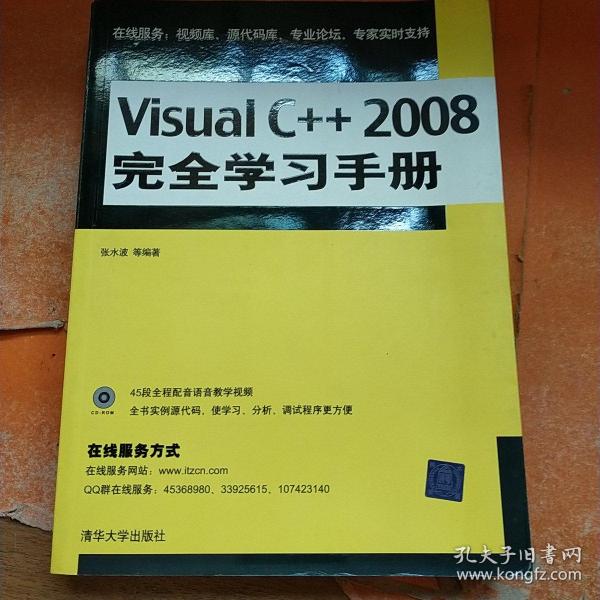 在线服务：视频库、源代码库、专业论坛、专家实时支持
Visual C++ 2008
完全学习手册
张水波 等编著
CD-ROM
45段全程配音语音教学视频
全书实例源代码，使学习、分析、调试程序更方便
在线服务方式
在线服务网站：www.itzcn.com
QQ群在线服务：45368980、33925615、107423140
清华大学出版社
孔夫子旧书网
www.kongfz.com